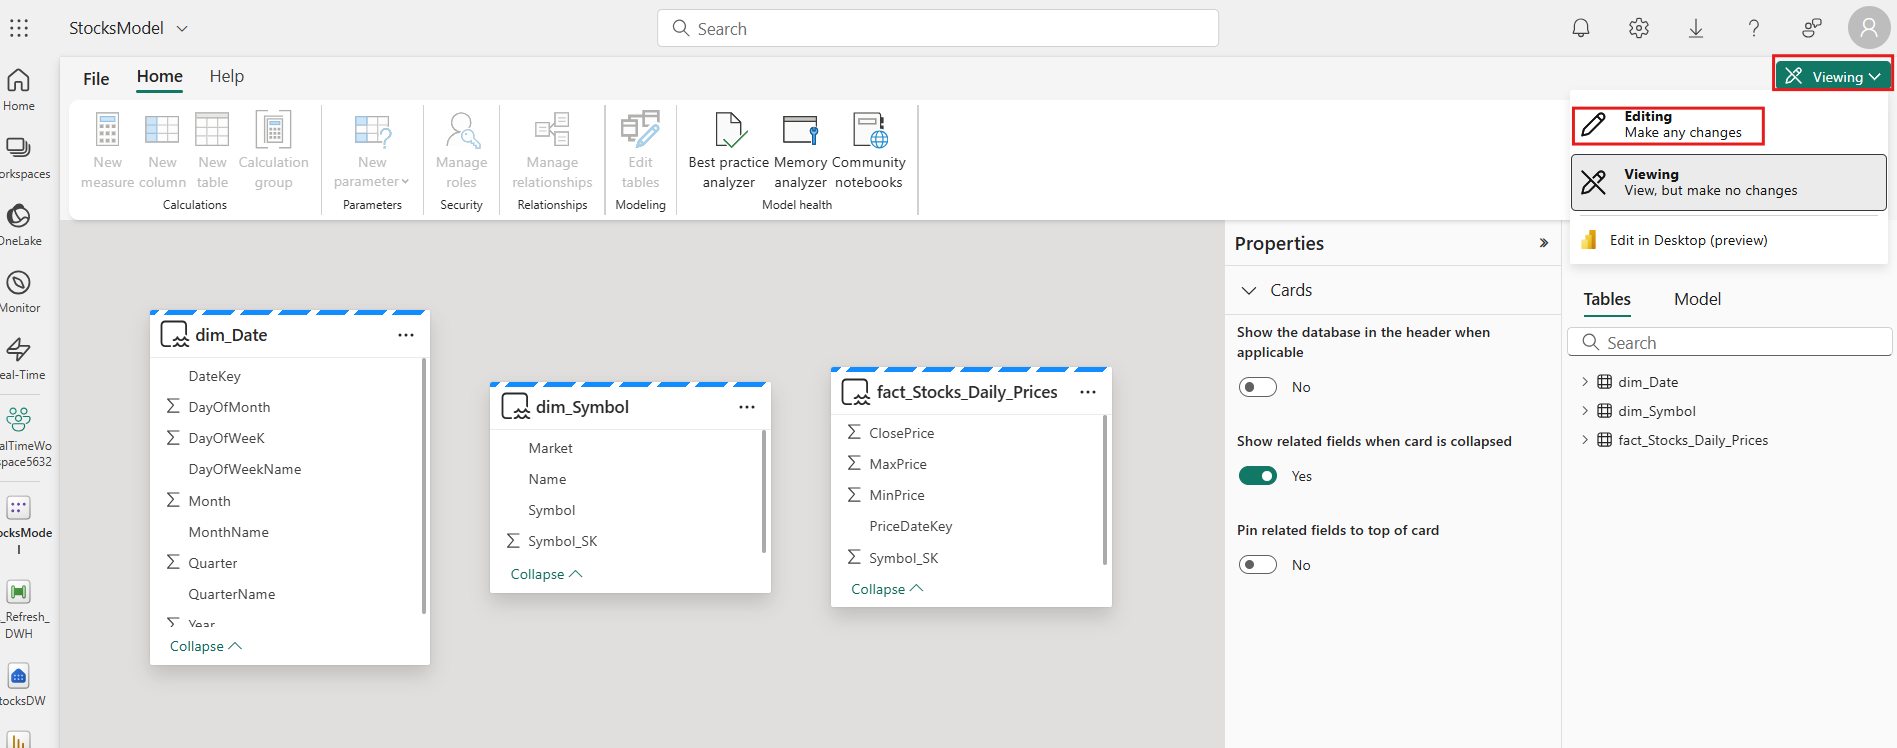 StocksModel
Search
File
Home
Help
Viewing
New measure
New column
New table
Calculation group
Calculations
New parameter
Parameters
Manage roles
Security
Manage relationships
Relationships
Edit tables
Modeling
Best practice analyzer
Memory analyzer
Community notebooks
Model health
Editing
Make any changes
Viewing
View, but make no changes
Edit in Desktop (preview)
Home
orkspaces
OneLake
Monitor
eal-Time
alTimeWo
space5632
ocksMode
l
_Refresh_
DWH
tocksDW
dim_Date
DateKey
DayOfMonth
DayOfWeeK
DayOfWeekName
Month
MonthName
Quarter
QuarterName
Year
Collapse
dim_Symbol
Market
Name
Symbol
Symbol_SK
Collapse
fact_Stocks_Daily_Prices
ClosePrice
MaxPrice
MinPrice
PriceDateKey
Symbol_SK
Collapse
Properties
Cards
Show the database in the header when
applicable
No
Show related fields when card is collapsed
Yes
Pin related fields to top of card
No
Tables
Model
Search
dim_Date
dim_Symbol
fact_Stocks_Daily_Prices